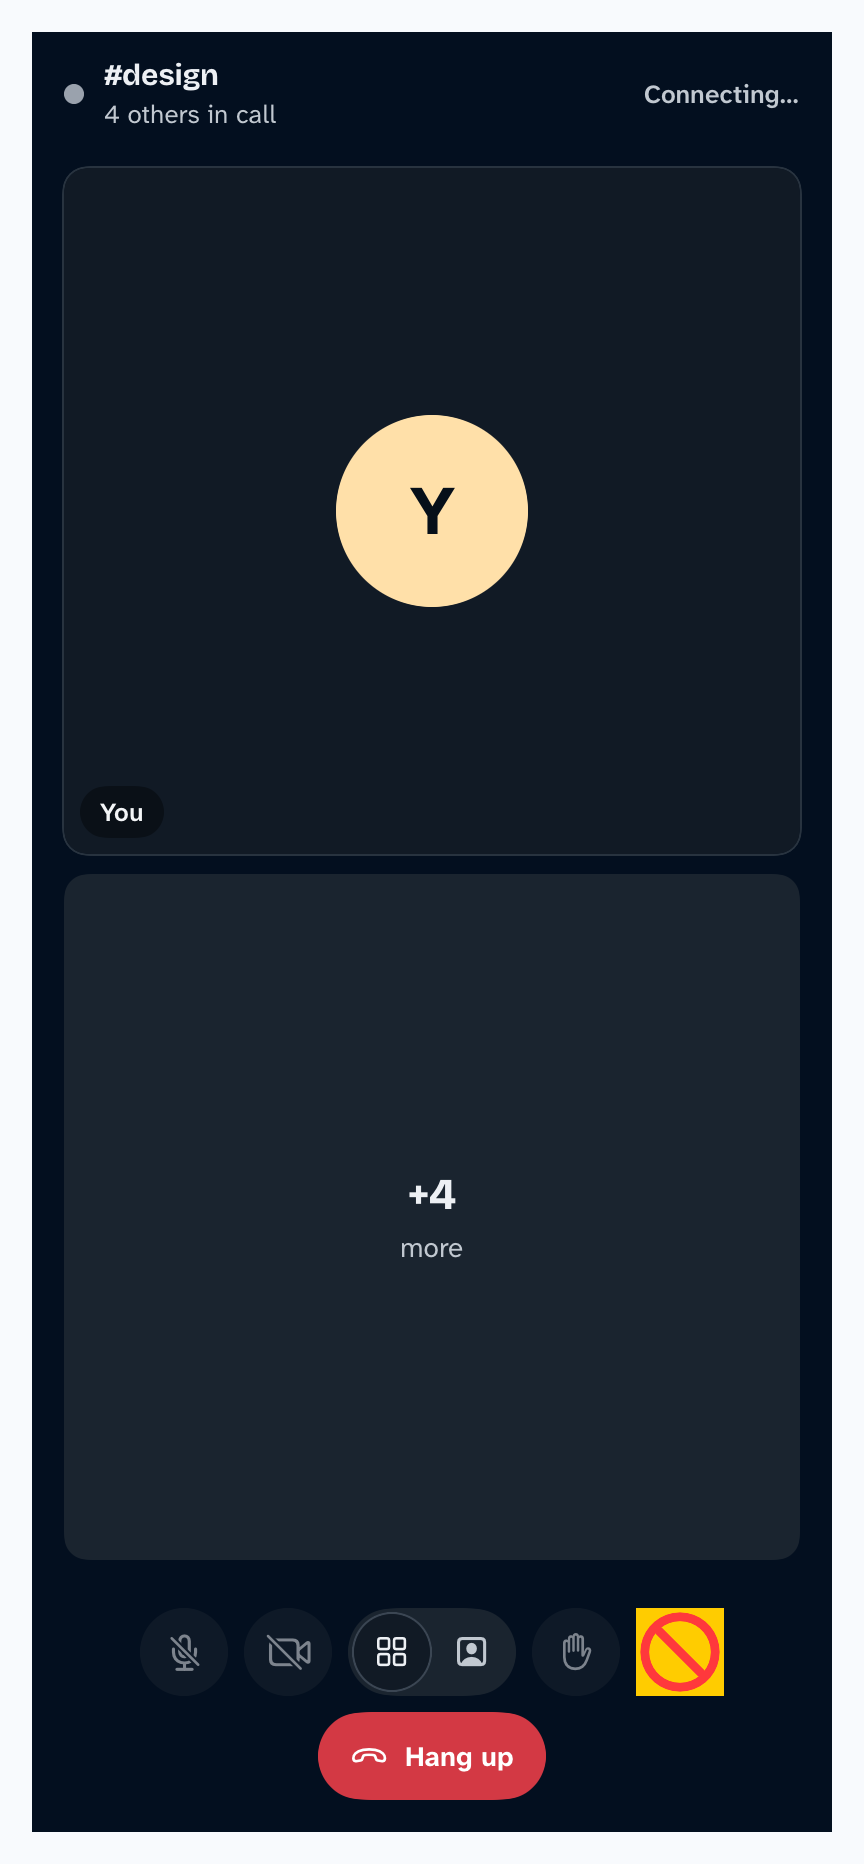 #design
4 others in call
Connecting...
Y
You
+4
more
Hang up